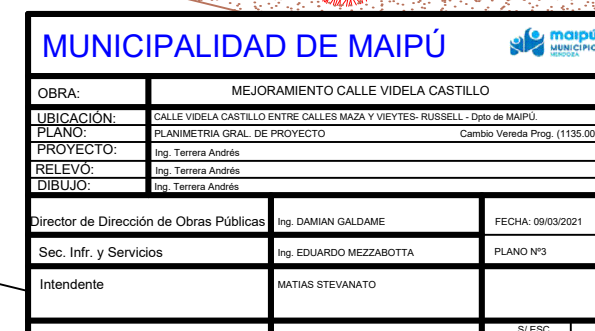 MUNICIPALIDAD DE MAIPÚ
maipú
MUNICIPIO
MENDOZA
OBRA: MEJORAMIENTO CALLE VIDELA CASTILLO
UBICACIÓN: CALLE VIDELA CASTILLO ENTRE CALLES MAZA Y VIEYTES- RUSSELL - Dpto de MAIPÚ.
PLANO: PLANIMETRIA GRAL. DE PROYECTO Cambio Vereda Prog. (1135.00
PROYECTO: Ing. Terrera Andrés
RELEVÓ: Ing. Terrera Andrés
DIBUJO: Ing. Terrera Andrés
Director de Dirección de Obras Públicas Ing. DAMIAN GALDAME FECHA: 09/03/2021
Sec. Infr. y Servicios Ing. EDUARDO MEZZABOTTA PLANO Nº3
Intendente MATIAS STEVANATO
S/ ESC